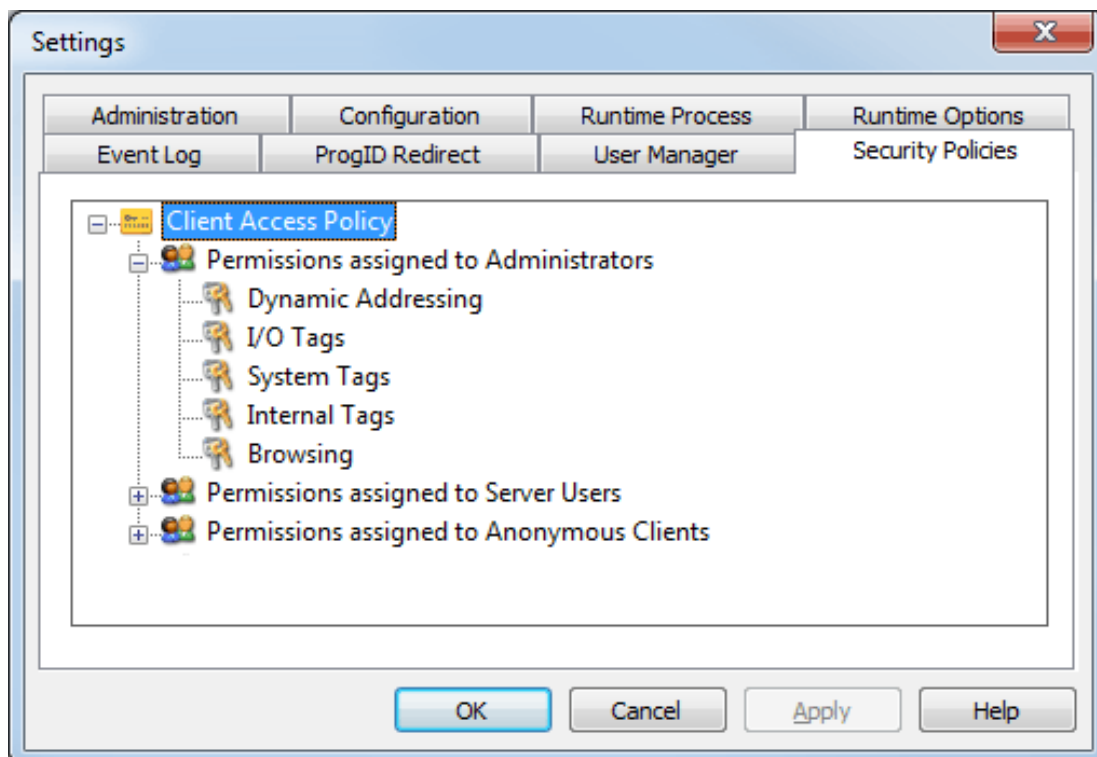 Settings
Administration Configuration Runtime Process Runtime Options
Event Log ProgID Redirect User Manager Security Policies
Client Access Policy
Permissions assigned to Administrators
Dynamic Addressing
I/O Tags
System Tags
Internal Tags
Browsing
Permissions assigned to Server Users
Permissions assigned to Anonymous Clients
OK Cancel Apply Help